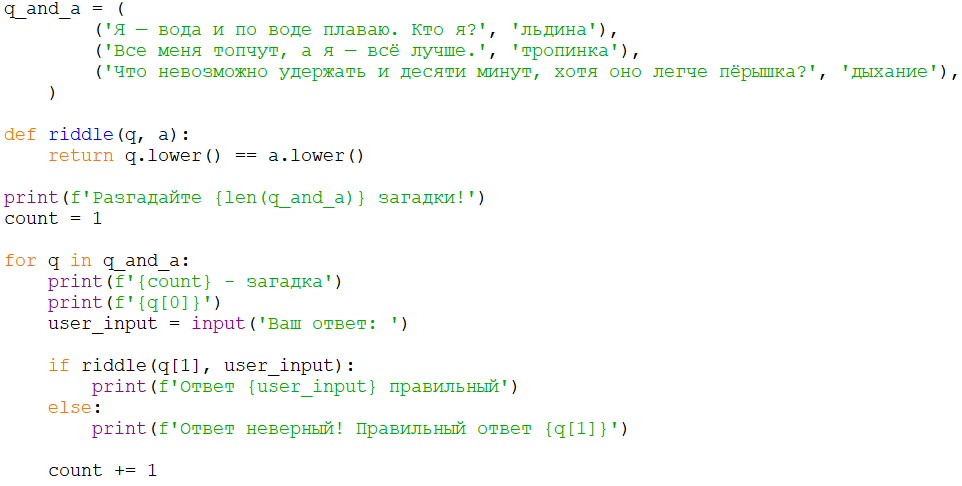 q_and_a = (
        ('Я — вода и по воде плаваю. Кто я?', 'льдина'),
        ('Все меня топчут, а я — всё лучше.', 'тропинка'),
        ('Что невозможно удержать и десяти минут, хотя оно легче пёрышка?', 'дыхание'),
    )

def riddle(q, a):
    return q.lower() == a.lower()

print(f'Разгадайте {len(q_and_a)} загадки!')
count = 1

for q in q_and_a:
    print(f'{count} - загадка')
    print(f'{q[0]}')
    user_input = input('Ваш ответ: ')

    if riddle(q[1], user_input):
        print(f'Ответ {user_input} правильный')
    else:
        print(f'Ответ неверный! Правильный ответ {q[1]}')

    count += 1